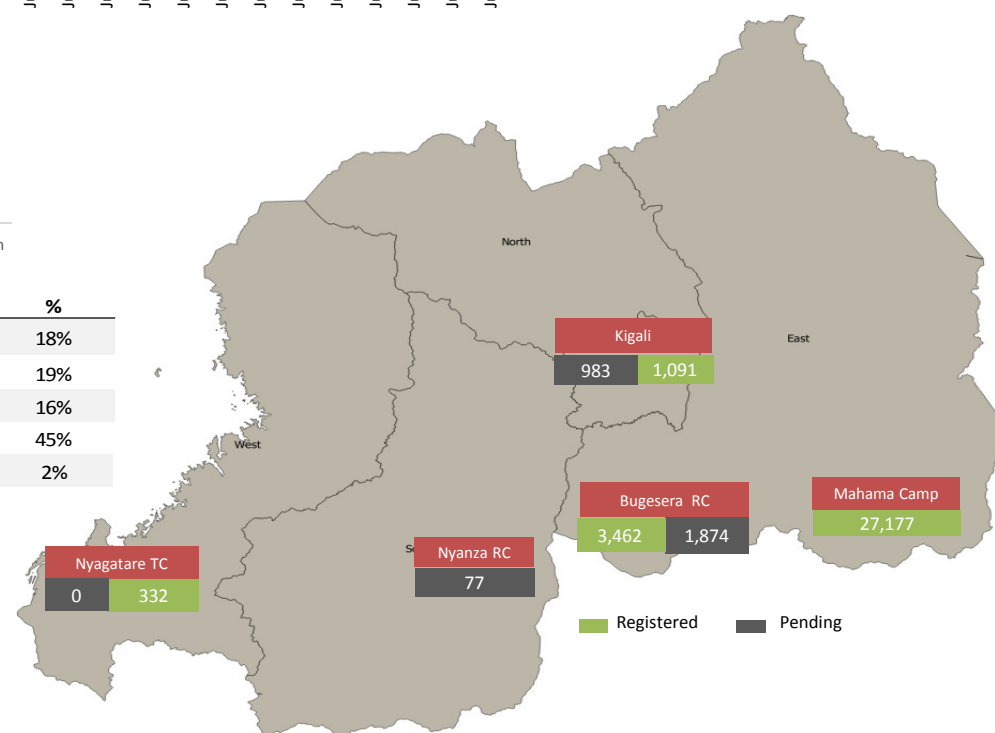 North
%
18%
19%
16%
45%
2%
Kigali
983 1,091
East
West
Bugesera RC
3,462 1,874
Mahama Camp
27,177
Nyagatare TC
0 332
Nyanza RC
77
Registered Pending